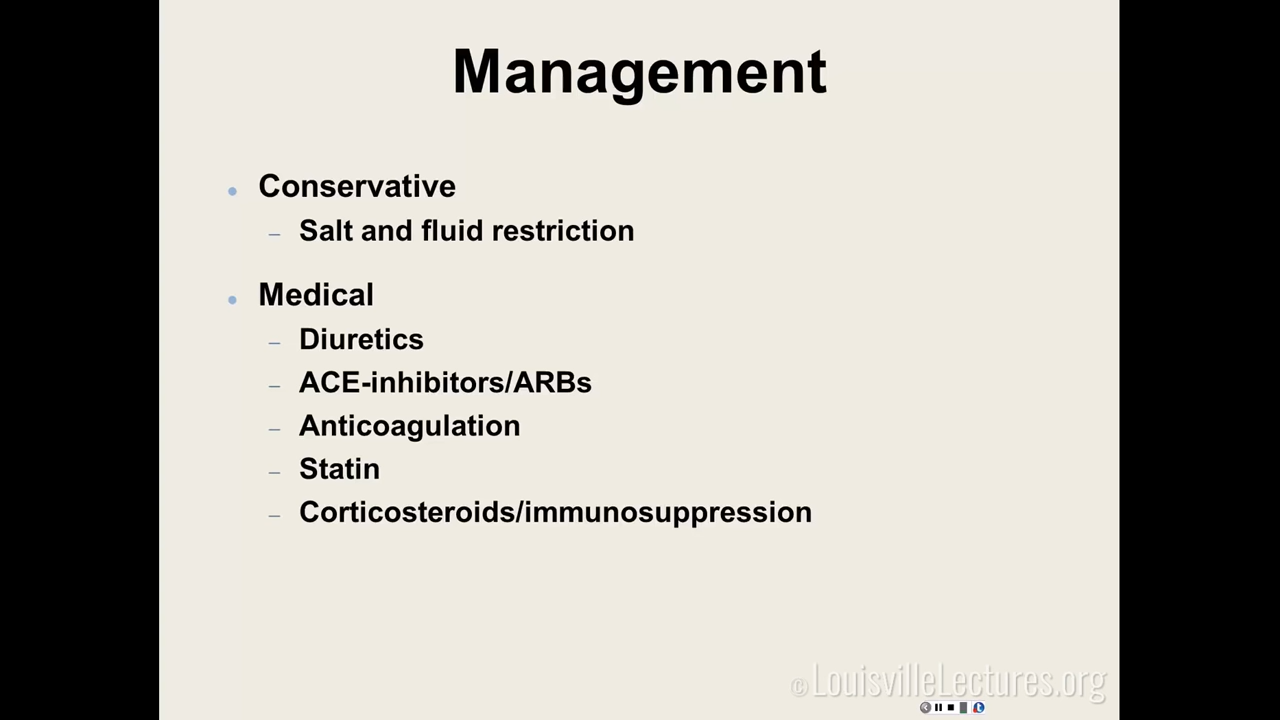 Management
• Conservative
– Salt and fluid restriction
• Medical
– Diuretics
– ACE-inhibitors/ARBs
– Anticoagulation
– Statin
– Corticosteroids/immunosuppression
© LouisvilleLectures.org